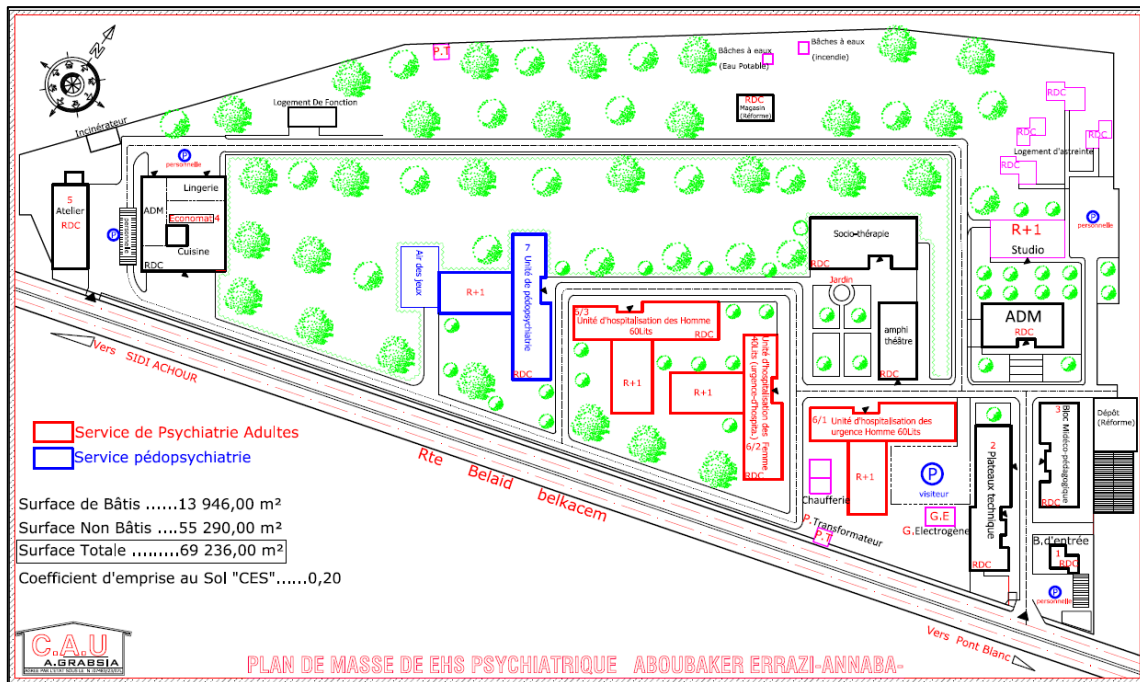 N
P.T
Bâches à eaux
(Eau Potable)
Bâches à eaux
(incendie)
RDC
Magasin
(Réforme)
Logement De Fonction
Incinérateur
RDC
RDC
RDC
Logement d'astreinte
RDC
P
personnelle
5
Atelier
RDC
P
personnelle
Lingerie
ADM
Economat 4
Cuisine
RDC
Air des jeux
R+1
7 Unité de pédopsychiatrie
RDC
Socio-thérapie
RDC
Jardin
amphi
théâtre
P
personnelle
R+1
Studio
ADM
RDC
6/3
Unité d'hospitalisation des Homme
60Lits
RDC
R+1
R+1
Unité d'hospitalisation des Femme
40Lits (urgence-d'hospita.)
6/2
RDC
6/1
Unité d'hospitalisation des
urgence Homme 60Lits
RDC
R+1
Chaufferie
P
visiteur
G.E
G.Electrogène
P.Transformateur
P.T
2 Plateaux technique
RDC
3
Bloc Midéco-pédagogique
RDC
Dépôt
(Réforme)
B.d'entrée
1
RDC
P
personnelle
Vers SIDI ACHOUR
Rte Belaid belkacem
Vers Pont Blanc
Service de Psychiatrie Adultes
Service pédopsychiatrie
Surface de Bâtis ......13 946,00 m²
Surface Non Bâtis ...55 290,00 m²
Surface Totale .........69 236,00 m²
Coefficient d'emprise au Sol "CES"......0,20
C.A.U
A.GRABSIA
PLAN DE MASSE DE EHS PSYCHIATRIQUE ABOUBAKER ERRAZI-ANNABA-